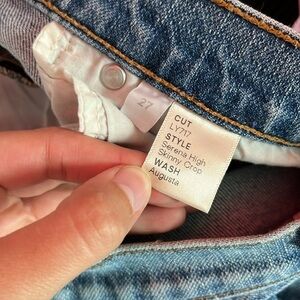 27
CUT
LY717
STYLE
Serena High
Skinny Crop
WASH
Augusta